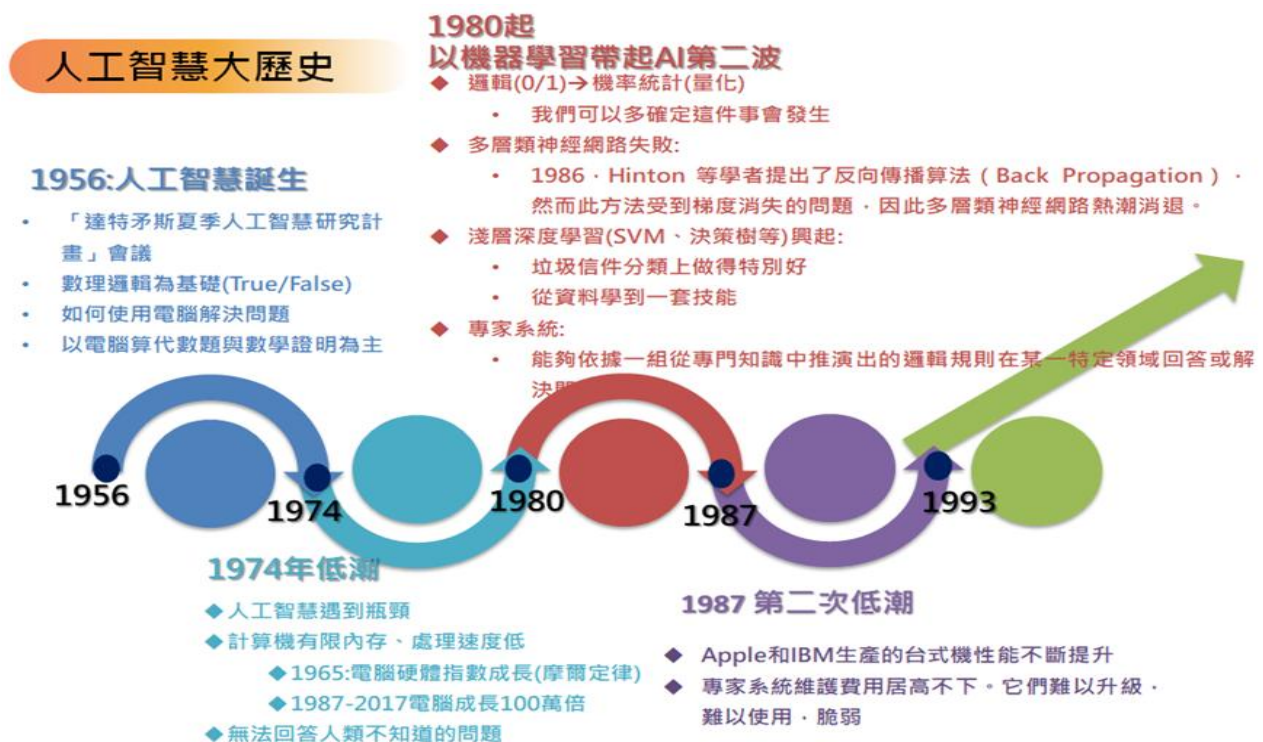 人工智慧大歷史
1980起
以機器學習帶起AI第二波
◆ 邏輯(0/1)→機率統計(量化)
• 我們可以多確定這件事會發生
◆ 多層類神經網路失敗:
• 1986，Hinton 等學者提出了反向傳播算法（Back Propagation），
然而此方法受到梯度消失的問題，因此多層類神經網路熱潮消退。
◆ 淺層深度學習(SVM、決策樹等)興起:
• 垃圾信件分類上做得特別好
• 從資料學到一套技能
◆ 專家系統:
• 能夠依據一組從專門知識中推演出的邏輯規則在某一特定領域回答或解
決
1956:人工智慧誕生
• 「達特矛斯夏季人工智慧研究計
畫」會議
• 數理邏輯為基礎(True/False)
• 如何使用電腦解決問題
• 以電腦算代數題與數學證明為主
1956
1974
1980
1987
1993
1974年低潮
◆人工智慧遇到瓶頸
◆計算機有限內存、處理速度低
◆1965:電腦硬體指數成長(摩爾定律)
◆1987-2017電腦成長100萬倍
◆無法回答人類不知道的問題
1987 第二次低潮
◆ Apple和IBM生產的台式機性能不斷提升
◆ 專家系統維護費用居高不下。它們難以升級，
難以使用，脆弱